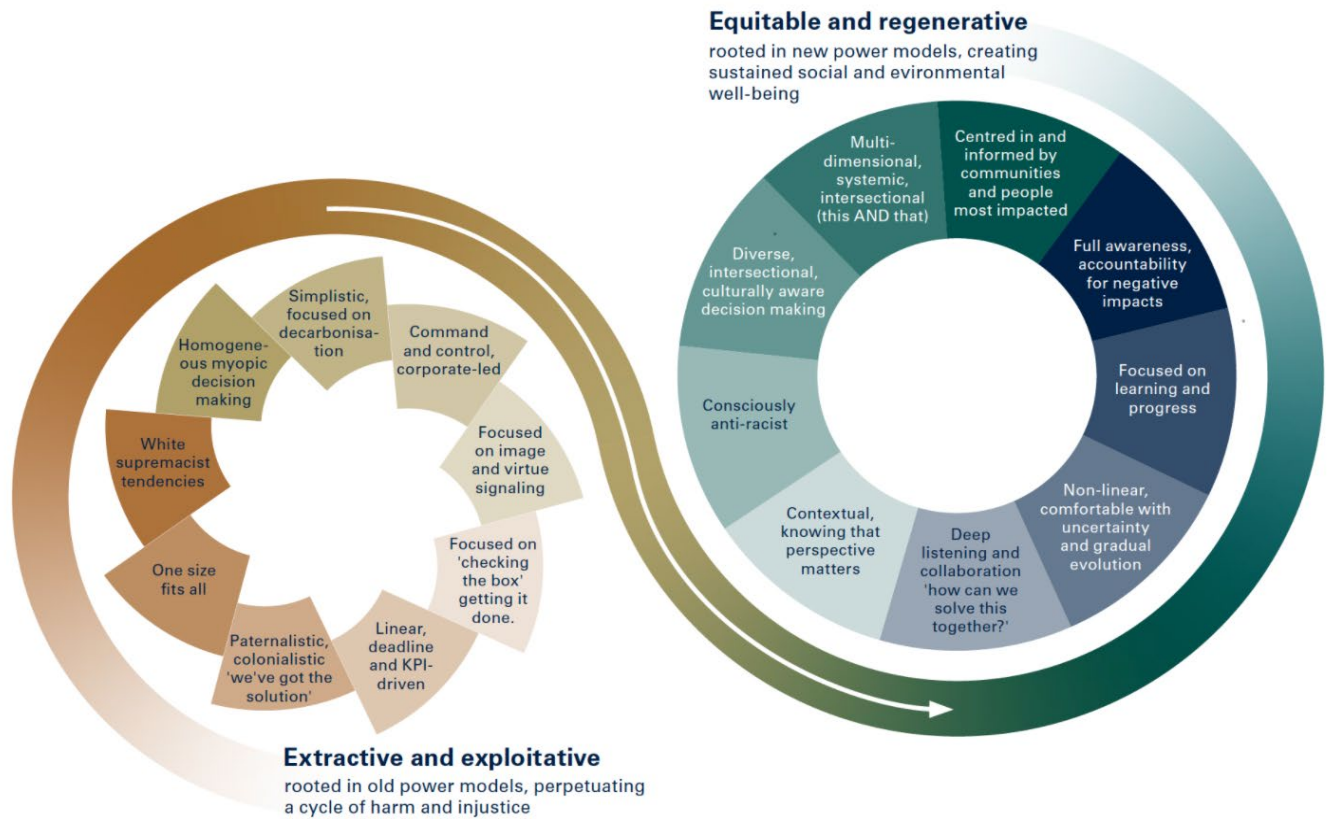 Equitable and regenerative
rooted in new power models, creating
sustained social and evironmental
well-being
Multi-
dimensional,
systemic,
intersectional
(this AND that)
Centred in and
informed by
communities
and people
most impacted
Full awareness,
accountability
for negative
impacts
Focused on
learning and
progress
Non-linear,
comfortable with
uncertainty
and gradual
evolution
Deep
listening and
collaboration
'how can we
solve this
together?'
Contextual,
knowing that
perspective
matters
Consciously
anti-racist
Diverse,
intersectional,
culturally aware
decision making
Simplistic,
focused on
decarbonisa-
tion
Command
and control,
corporate-led
Focused
on image
and virtue
signaling
Focused on
'checking
the box'
getting it
done.
Linear,
deadline
and KPI-
driven
Paternalistic,
colonialistic
'we've got the
solution'
One size
fits all
White
supremacist
tendencies
Homogene-
ous myopic
decision
making
Extractive and exploitative
rooted in old power models, perpetuating
a cycle of harm and injustice